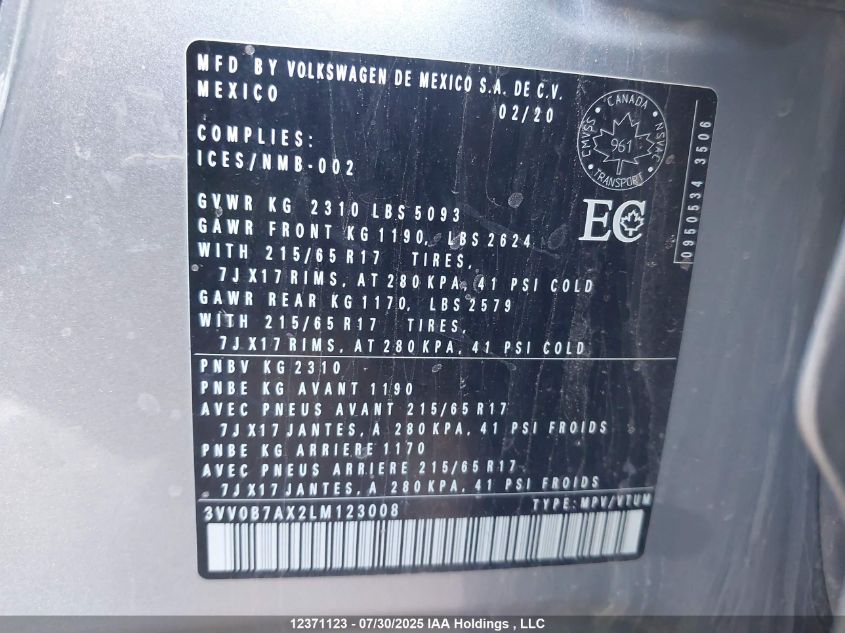 MFD BY VOLKSWAGEN DE MEXICO S.A. DE C.V.
MEXICO
02/20
CANADA
CMVSS
NSVAC
961
TRANSPORT
0950534 3506
COMPLIES:
ICES/NMB-002
EC
GVWR KG 2310 LBS 5093
GAWR FRONT KG 1190, LBS 2624
WITH 215/65 R17 TIRES,
7J X17 RIMS, AT 280 KPA, 41 PSI COLD
GAWR REAR KG 1170, LBS 2579
WITH 215/65 R17 TIRES,
7J X17 RIMS, AT 280 KPA, 41 PSI COLD
PNBV KG 2310
PNBE KG AVANT 1190
AVEC PNEUS AVANT 215/65 R17
7J X17 JANTES, A 280 KPA, 41 PSI FROIDS
PNBE KG ARRIERE 1170
AVEC PNEUS ARRIERE 215/65 R17
7J X17 JANTES, A 280 KPA, 41 PSI FROIDS
3VV0B7AX2LM123008 TYPE: MPV/VTUM
12371123 - 07/30/2025 IAA Holdings , LLC